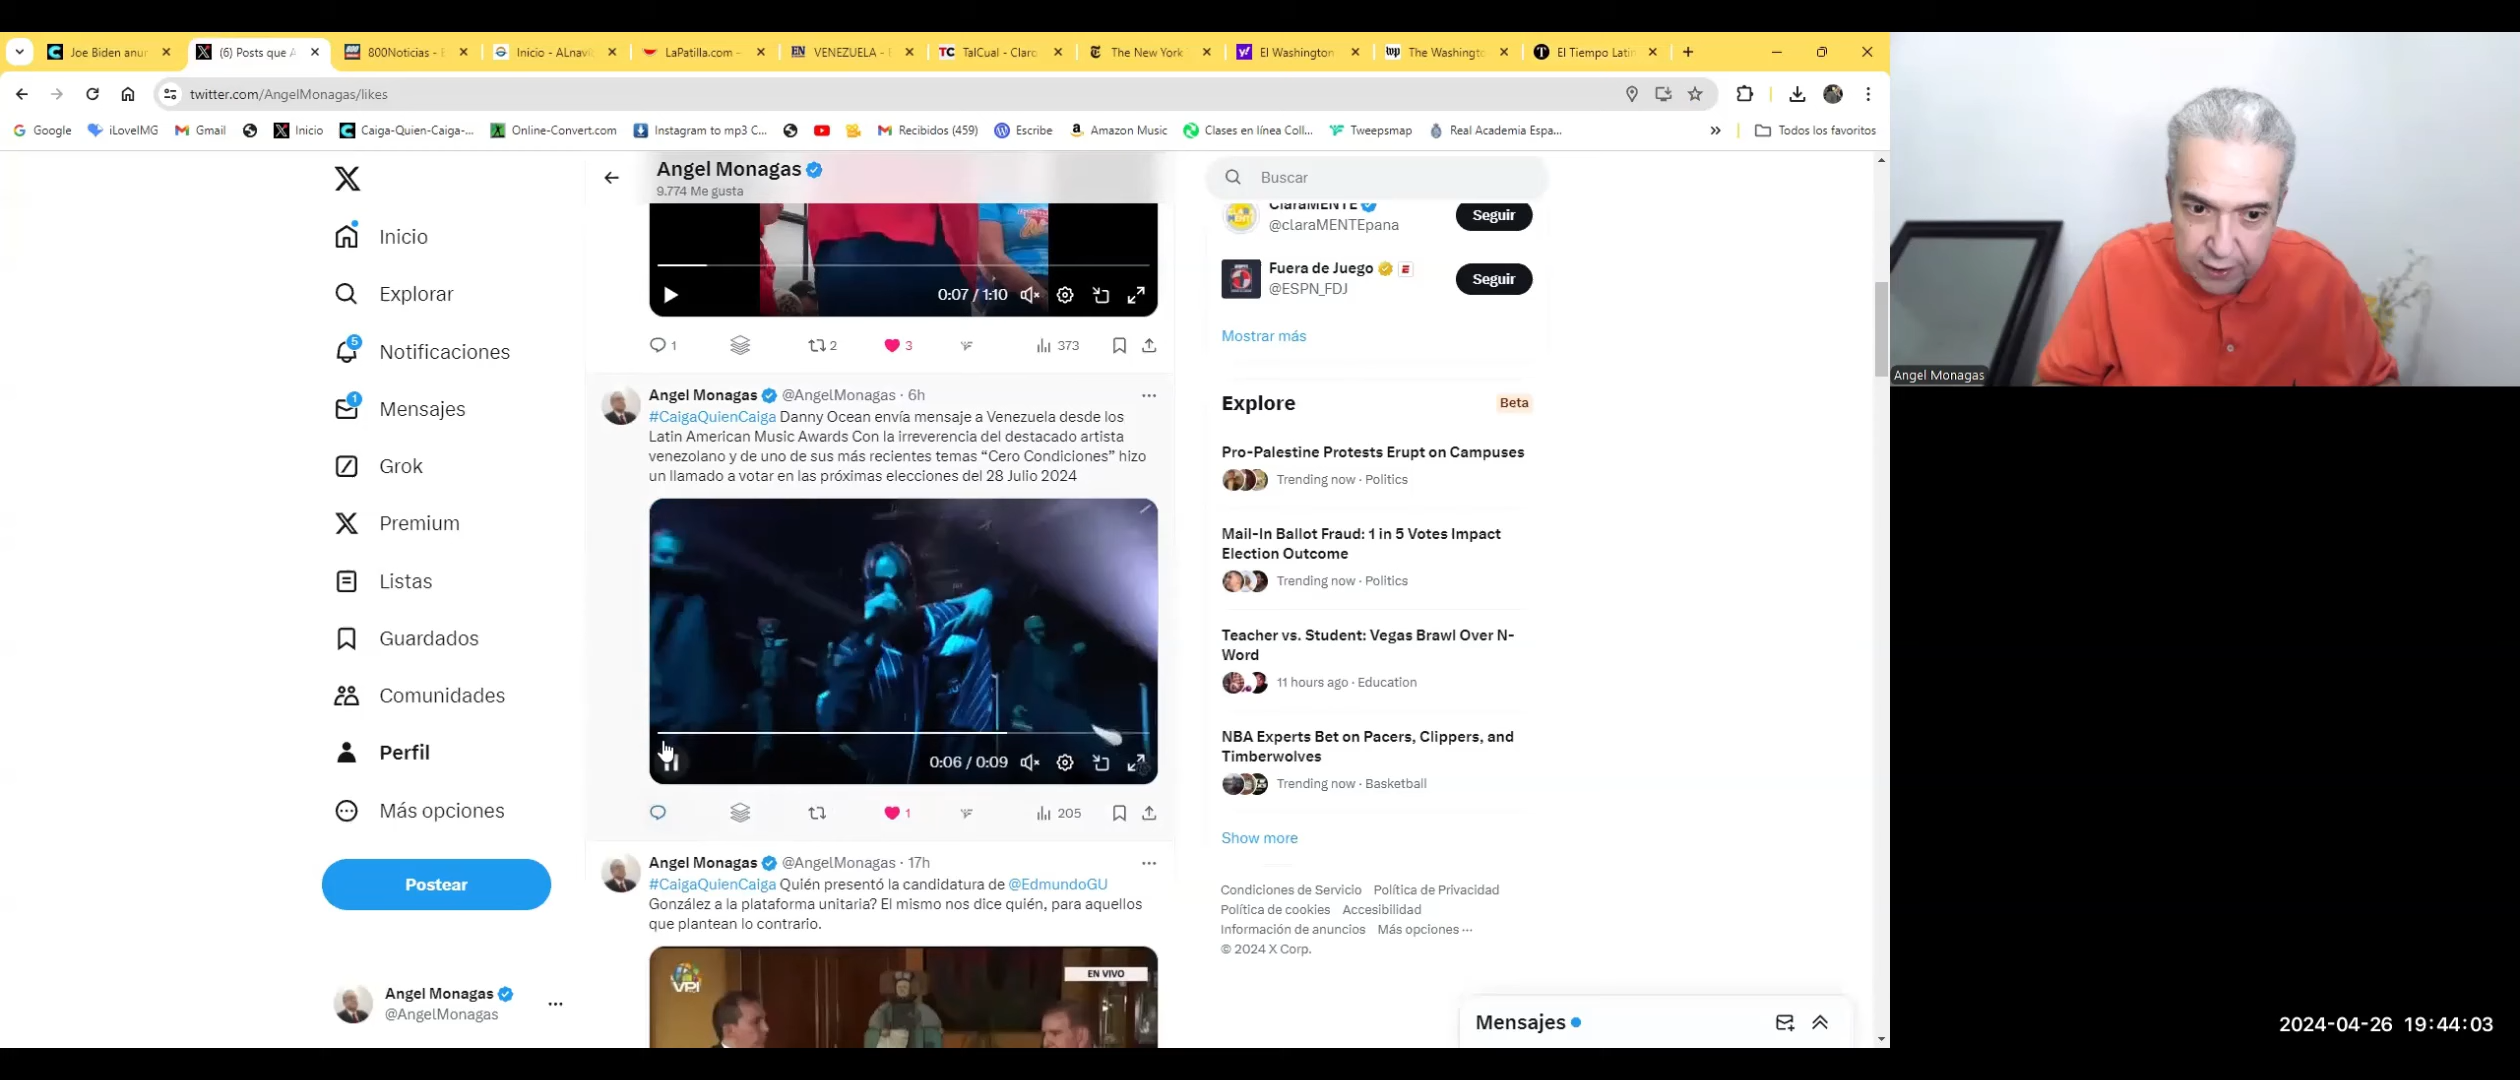 Joe Biden anun
(6) Posts que A
800Noticias - E
Inicio - ALnaví
LaPatilla.com -
VENEZUELA -
TalCual - Claro
The New York
El Washington
The Washingt
El Tiempo Latin
twitter.com/AngelMonagas/likes
Google
iLoveIMG
Gmail
Inicio
Caiga-Quien-Caiga-...
Online-Convert.com
Instagram to mp3 C...
Recibidos (459)
Escribe
Amazon Music
Clases en línea Coll...
Tweepsmap
Real Academia Espa...
Todos los favoritos
Inicio
Explorar
5
Notificaciones
1
Mensajes
Grok
Premium
Listas
Guardados
Comunidades
Perfil
Más opciones
Postear
Angel Monagas
@AngelMonagas
Angel Monagas
9.774 Me gusta
0:07 / 1:10
1
2
3
373
Angel Monagas @AngelMonagas · 6h
#CaigaQuienCaiga Danny Ocean envía mensaje a Venezuela desde los
Latin American Music Awards Con la irreverencia del destacado artista
venezolano y de uno de sus más recientes temas “Cero Condiciones” hizo
un llamado a votar en las próximas elecciones del 28 Julio 2024
0:06 / 0:09
1
205
Angel Monagas @AngelMonagas · 17h
#CaigaQuienCaiga Quién presentó la candidatura de @EdmundoGU
González a la plataforma unitaria? El mismo nos dice quién, para aquellos
que plantean lo contrario.
VPI
EN VIVO
Buscar
ClaraMENTE
@claraMENTEpana
Seguir
Fuera de Juego
@ESPN_FDJ
Seguir
Mostrar más
Explore
Beta
Pro-Palestine Protests Erupt on Campuses
Trending now · Politics
Mail-In Ballot Fraud: 1 in 5 Votes Impact
Election Outcome
Trending now · Politics
Teacher vs. Student: Vegas Brawl Over N-
Word
11 hours ago · Education
NBA Experts Bet on Pacers, Clippers, and
Timberwolves
Trending now · Basketball
Show more
Condiciones de Servicio Política de Privacidad
Política de cookies Accesibilidad
Información de anuncios Más opciones ···
© 2024 X Corp.
Mensajes
Angel Monagas
2024-04-26 19:44:03